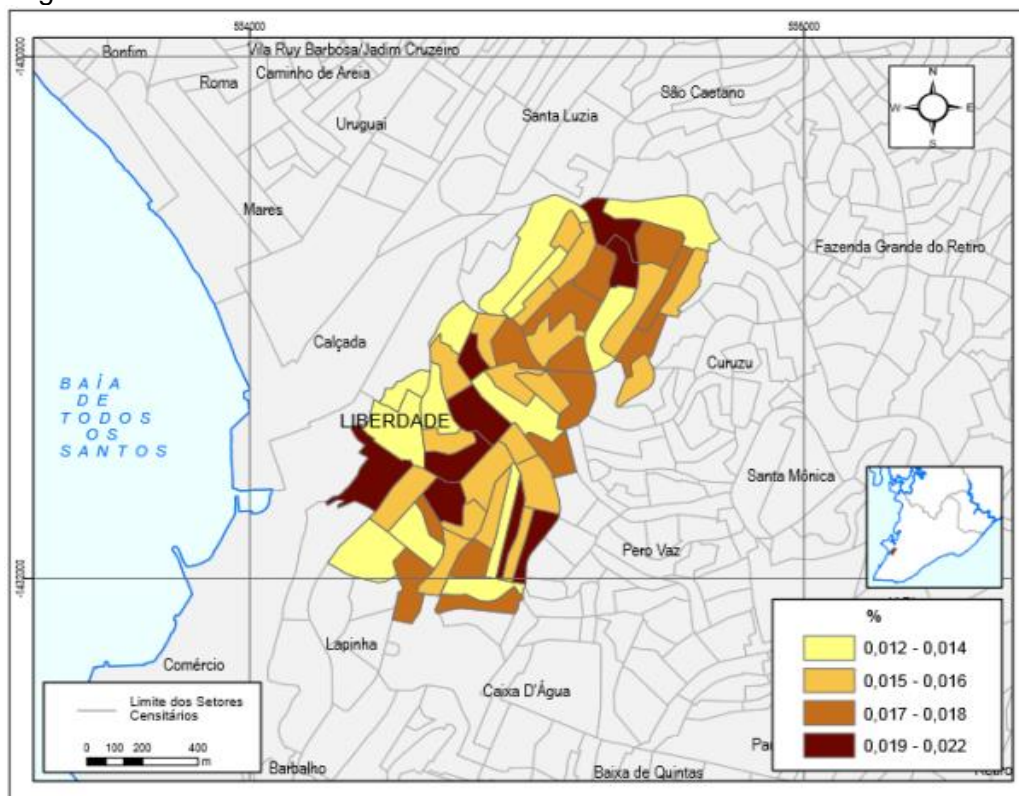 554000
556000
Bonfim
Vila Ruy Barbosa/Jadim Cruzeiro
-1430000
Roma
Caminho de Areia
São Caetano
Uruguai
Santa Luzia
N
W E
S
Mares
Fazenda Grande do Retiro
Calçada
Curuzu
BAÍA
DE
TODOS
OS
SANTOS
LIBERDADE
Santa Mônica
Pero Vaz
-1432000
Lapinha
Comércio
Caixa D'Água
%
0,012 - 0,014
0,015 - 0,016
0,017 - 0,018
0,019 - 0,022
Limite dos Setores
Censitários
0 100 200 400
m
Barbalho
Baixa de Quintas